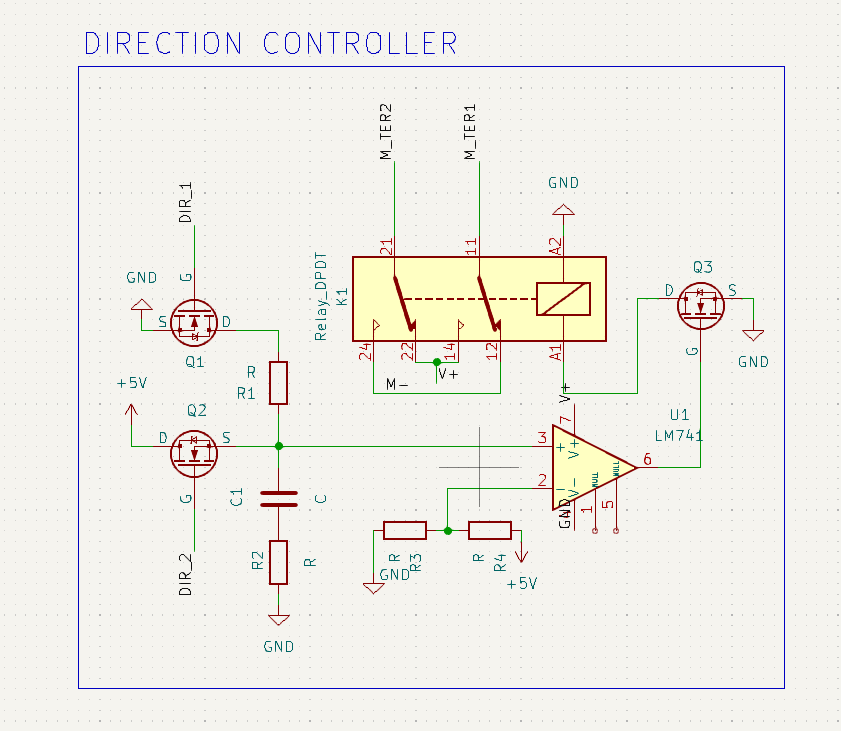 DIRECTION CONTROLLER
M_TER2
M_TER1
GND
DIR_1
21
11
A2
Relay_DPDT
K1
Q3
GND
G
D
S
S
D
Q1
24
22
14
12
A1
G
GND
+5V
R
R1
M-
V+
V+
Q2
U1
LM741
D
S
7
3
+
V+
6
2
-
V-
NULL
NULL
G
C1
C
GND
1
5
DIR_2
R2
R
R
R3
R
R4
GND
+5V
GND